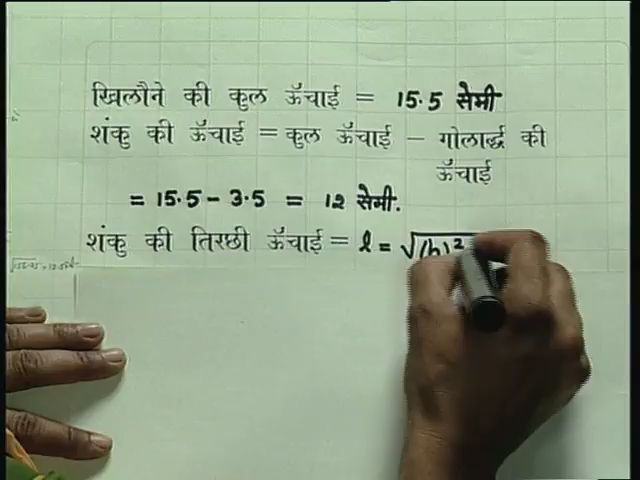 खिलौने की कुल ऊँचाई = 15.5 सेमी
शंकु की ऊँचाई = कुल ऊँचाई – गोलार्द्ध की
ऊँचाई
= 15.5 – 3.5 = 12 सेमी.
शंकु की तिरछी ऊँचाई = l = √(h)²